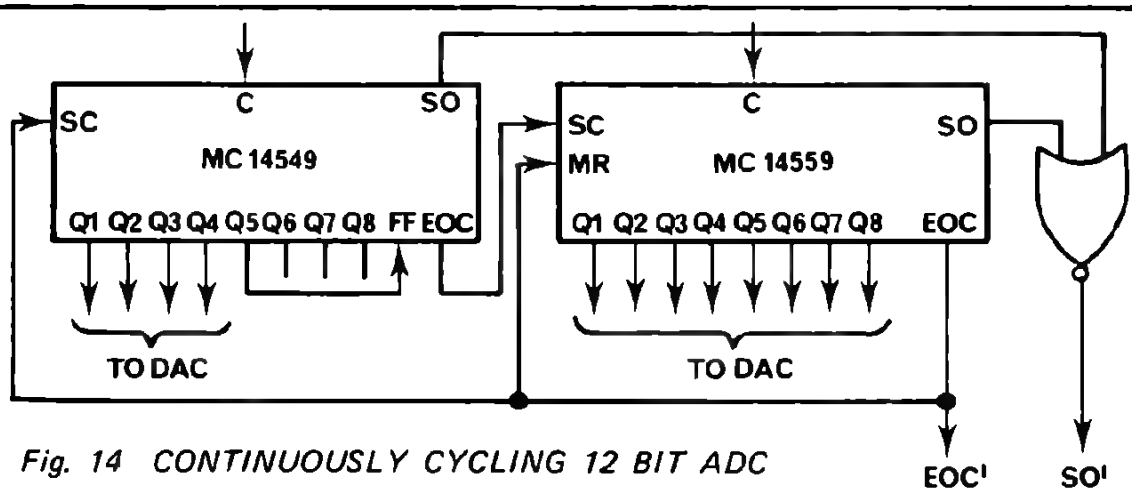 C SO C
SC SC SO
MC 14549 MR MC 14559
Q1 Q2 Q3 Q4 Q5 Q6 Q7 Q8 FF EOC Q1 Q2 Q3 Q4 Q5 Q6 Q7 Q8 EOC
TO DAC TO DAC
Fig. 14 CONTINUOUSLY CYCLING 12 BIT ADC
EOC' SO'